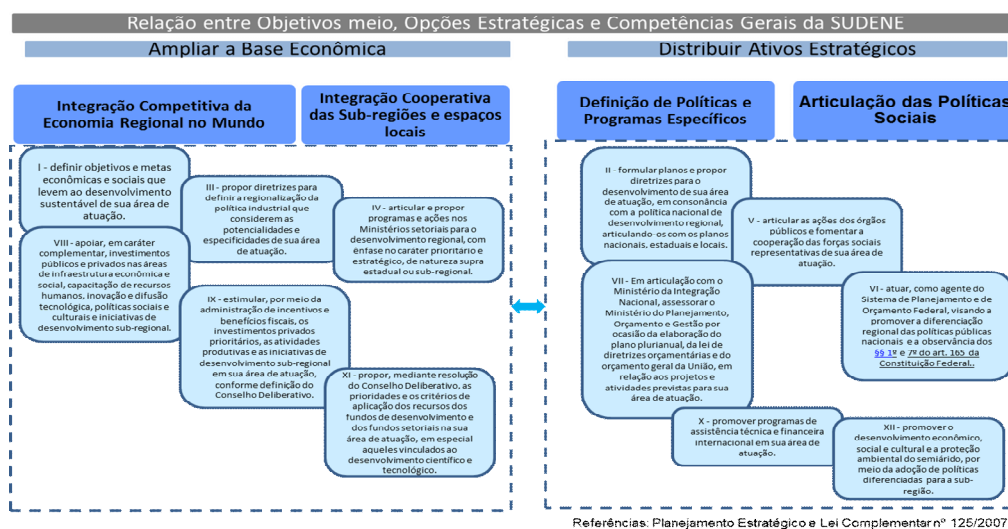 Relação entre Objetivos meio, Opções Estratégicas e Competências Gerais da SUDENE
Ampliar a Base Econômica
Distribuir Ativos Estratégicos
Integração Competitiva da
Economia Regional no Mundo
Integração Cooperativa
das Sub-regiões e espaços
locais
Definição de Políticas e
Programas Específicos
Articulação das Políticas
Sociais
I - definir objetivos e metas
econômicas e sociais que
levem ao desenvolvimento
sustentável de sua área de
atuação.
III - propor diretrizes para
definir a regionalização da
política industrial que
considerem as
potencialidades e
especificidades de sua área
de atuação.
IV - articular e propor
programas e ações nos
Ministérios setoriais para o
desenvolvimento regional, com
ênfase no caráter prioritário e
estratégico, de natureza supra
estadual ou sub-regional.
VIII - apoiar, em caráter
complementar, investimentos
públicos e privados nas áreas
de infraestrutura econômica e
social, capacitação de recursos
humanos. inovação e difusão
tecnológica, políticas sociais e
culturais e iniciativas de
desenvolvimento sub-regional.
IX - estimular, por meio da
administração de incentivos e
benefícios fiscais, os
investimentos privados
prioritários, as atividades
produtivas e as iniciativas de
desenvolvimento sub-regional
em sua área de atuação,
conforme definição do
Conselho Deliberativo.
XI - propor, mediante resolução
do Conselho Deliberativo. as
prioridades e os critérios de
aplicação dos recursos dos
fundos de desenvolvimento e
dos fundos setoriais na sua
área de atuação, em especial
aqueles vinculados ao
desenvolvimento científico e
tecnológico.
II - formular planos e propor
diretrizes para o
desenvolvimento de sua área
de atuação, em consonância
com a política nacional de
desenvolvimento regional,
articulando-os com os planos
nacionais, estaduais e locais.
V - articular as ações dos órgãos
públicos e fomentar a
cooperação das forças sociais
representativas de sua área de
atuação.
VII - Em articulação com o
Ministério da Integração
Nacional, assessorar o
Ministério do Planejamento,
Orçamento e Gestão por
ocasião da elaboração do
plano plurianual, da lei de
diretrizes orçamentárias e do
orçamento geral da União, em
relação aos projetos e
atividades previstas para sua
área de atuação.
VI - atuar, como agente do
Sistema de Planejamento e de
Orçamento Federal, visando a
promover a diferenciação
regional das políticas públicas
nacionais e a observância dos
§§ 1º e 7º do art. 165 da
Constituição Federal..
X - promover programas de
assistência técnica e financeira
internacional em sua área de
atuação.
XII - promover o
desenvolvimento econômico,
social e cultural e a proteção
ambiental do semiárido, por
meio da adoção de políticas
diferenciadas para a sub-
região.
Referências: Planejamento Estratégico e Lei Complementar nº 125/2007